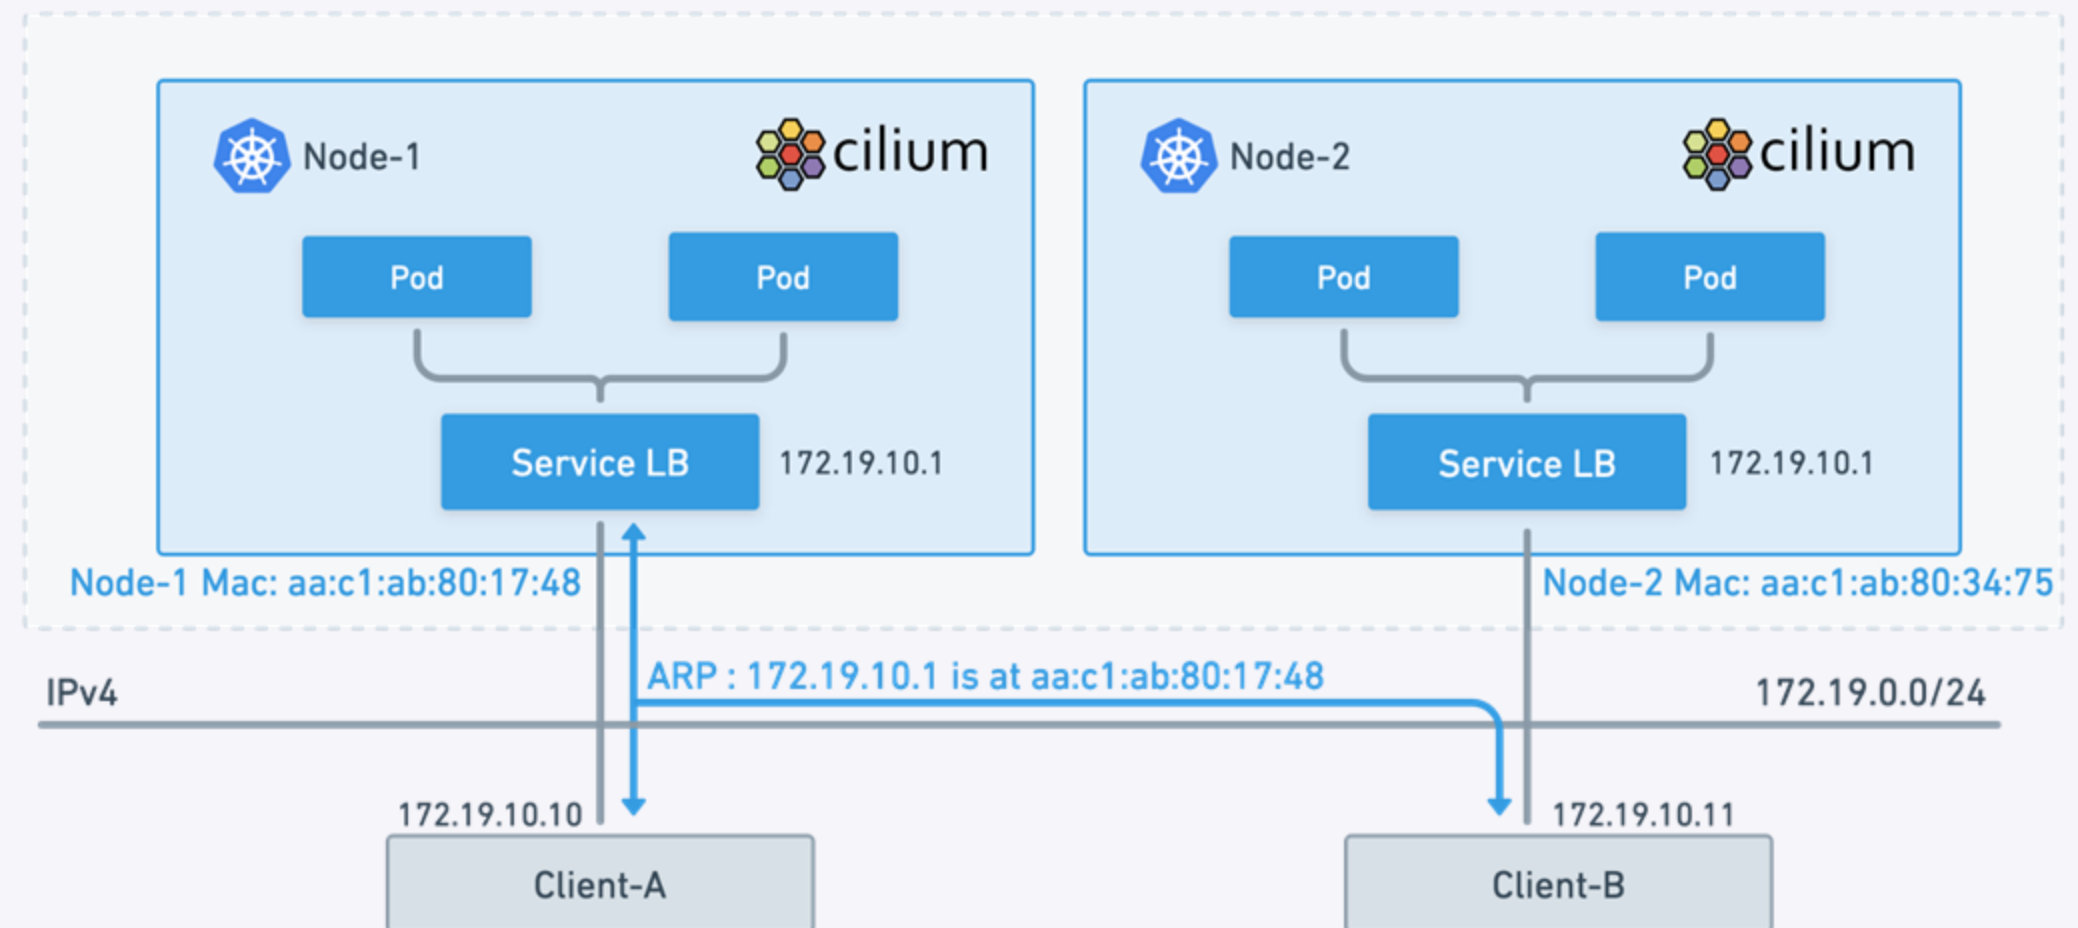 Node-1
cilium
Node-2
cilium
Pod
Pod
Pod
Pod
Service LB
172.19.10.1
Service LB
172.19.10.1
Node-1 Mac: aa:c1:ab:80:17:48
Node-2 Mac: aa:c1:ab:80:34:75
ARP : 172.19.10.1 is at aa:c1:ab:80:17:48
IPv4
172.19.0.0/24
172.19.10.10
172.19.10.11
Client-A
Client-B